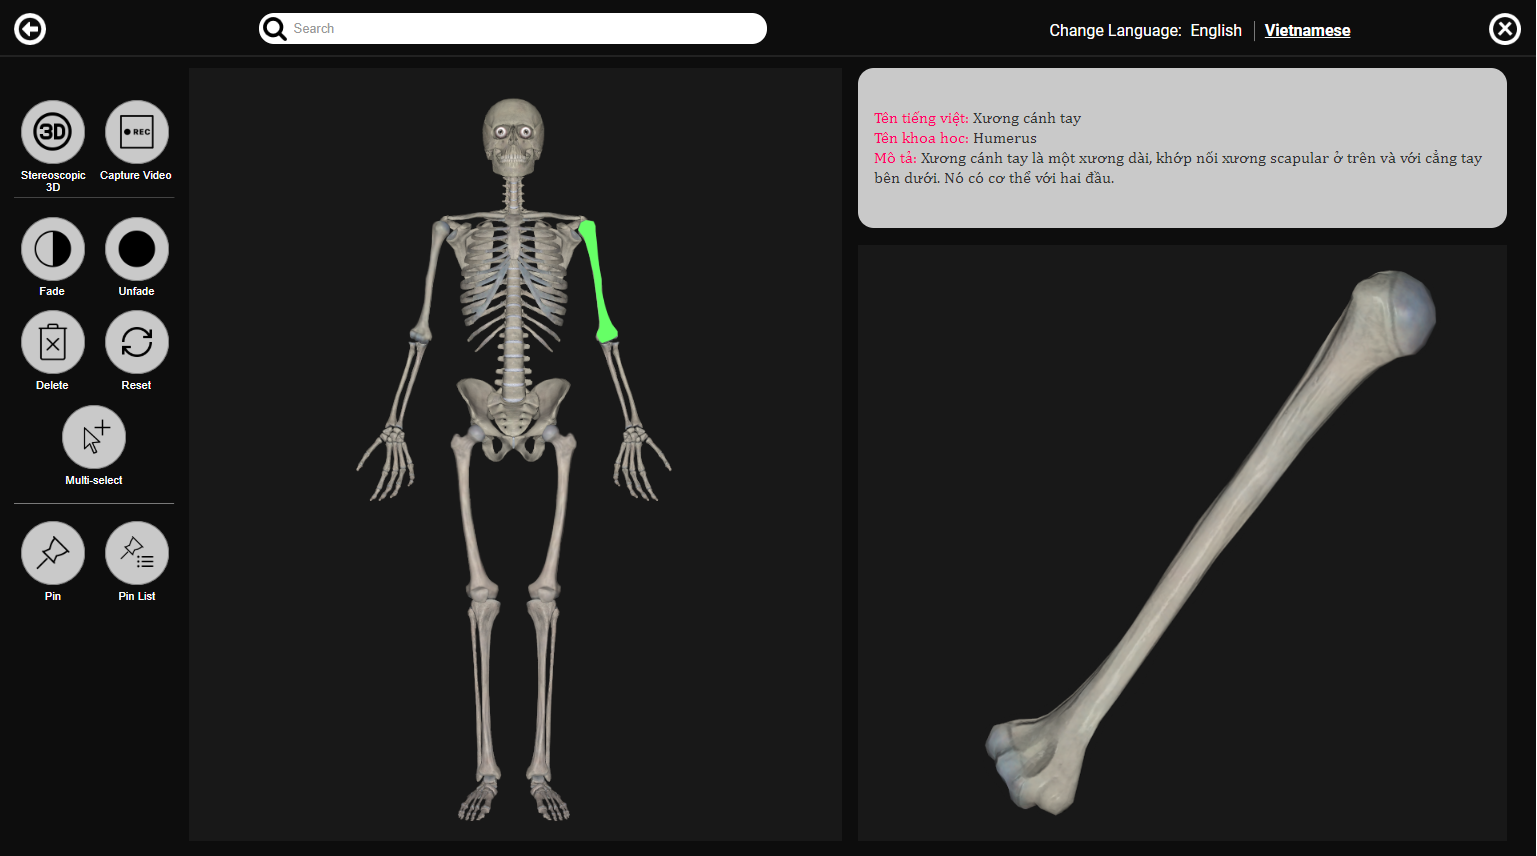 Search
Change Language: English
Vietnamese
3D
REC
Stereoscopic
3D
Capture Video
Fade
Unfade
Delete
Reset
Multi-select
Pin
Pin List
Tên tiếng việt: Xương cánh tay
Tên khoa hoc: Humerus
Mô tả: Xương cánh tay là một xương dài, khớp nối xương scapular ở trên và với cẳng tay
bên dưới. Nó có cơ thể với hai đầu.